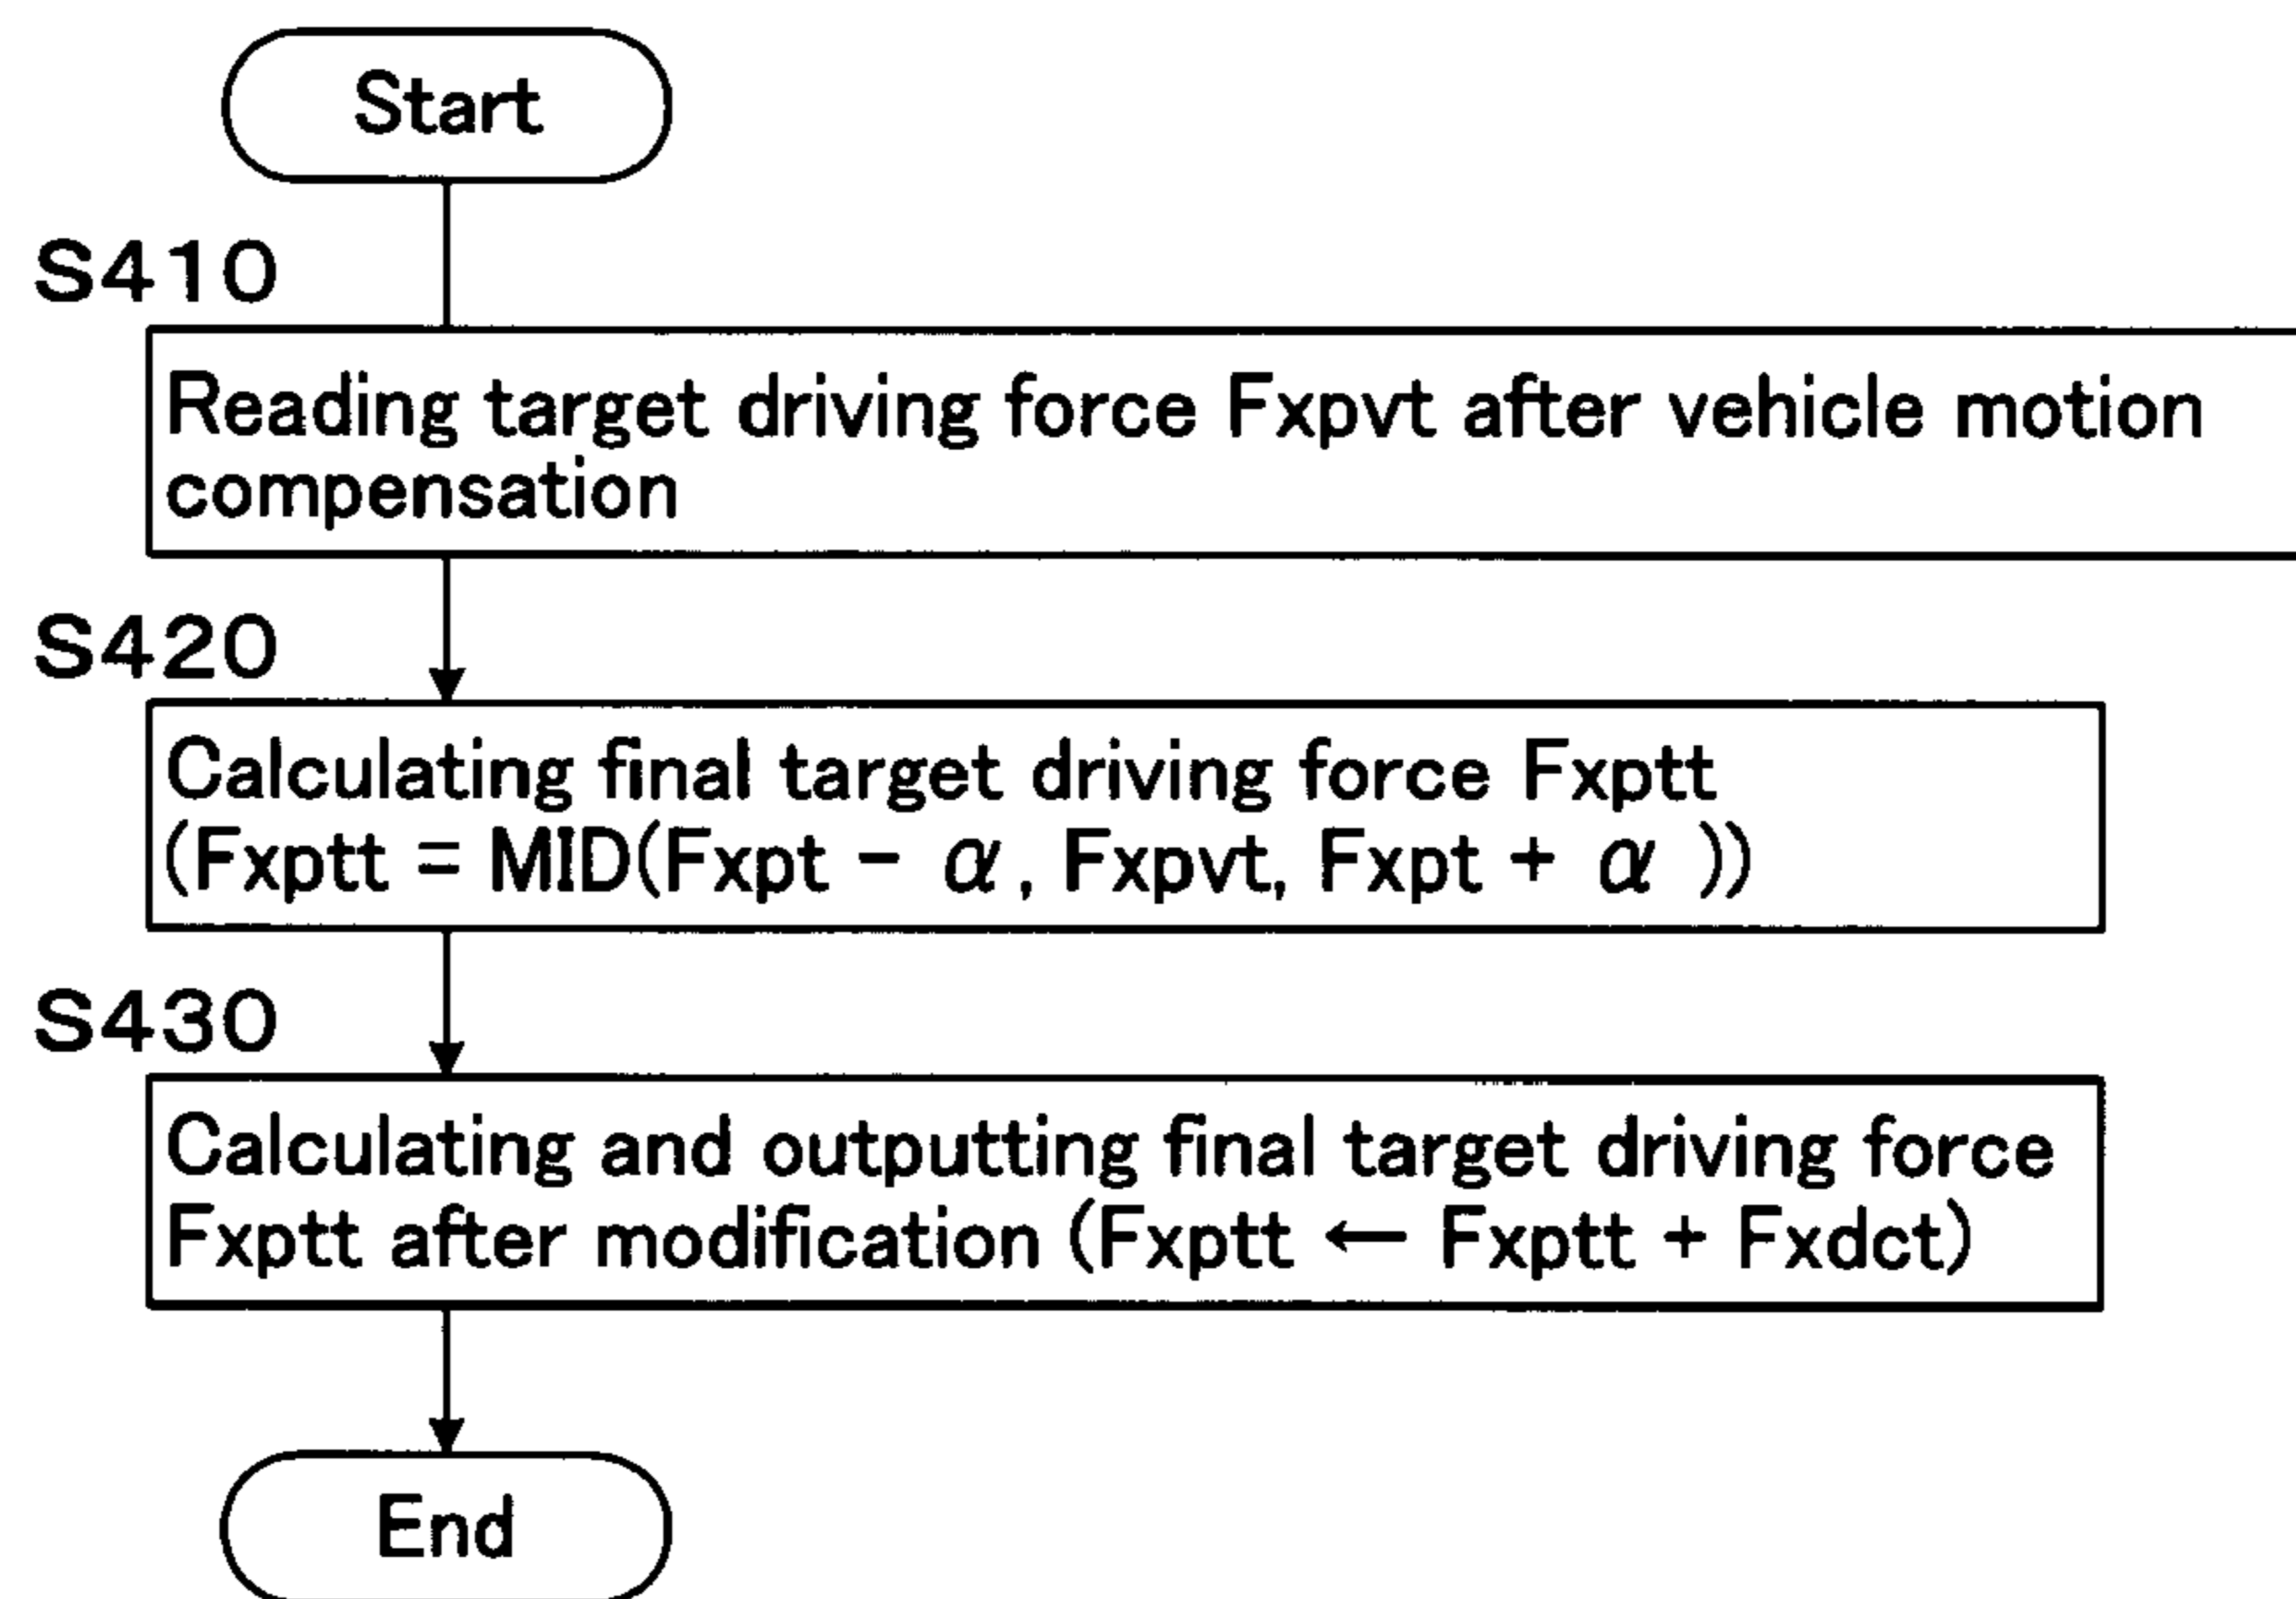 Start
S410
Reading target driving force Fxpvt after vehicle motion
compensation
S420
Calculating final target driving force Fxptt
(Fxptt = MID(Fxpt − α, Fxpvt, Fxpt + α ))
S430
Calculating and outputting final target driving force
Fxptt after modification (Fxptt ← Fxptt + Fxdct)
End